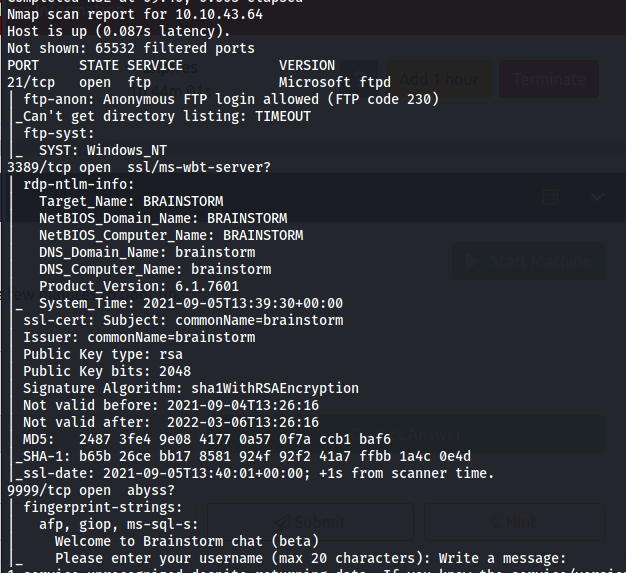 Nmap scan report for 10.10.43.64
Host is up (0.087s latency).
Not shown: 65532 filtered ports
PORT STATE SERVICE VERSION
21/tcp open ftp Microsoft ftpd
| ftp-anon: Anonymous FTP login allowed (FTP code 230)
|_Can't get directory listing: TIMEOUT
| ftp-syst:
|_ SYST: Windows_NT
3389/tcp open ssl/ms-wbt-server?
| rdp-ntlm-info:
| Target_Name: BRAINSTORM
| NetBIOS_Domain_Name: BRAINSTORM
| NetBIOS_Computer_Name: BRAINSTORM
| DNS_Domain_Name: brainstorm
| DNS_Computer_Name: brainstorm
| Product_Version: 6.1.7601
|_ System_Time: 2021-09-05T13:39:30+00:00
| ssl-cert: Subject: commonName=brainstorm
| Issuer: commonName=brainstorm
| Public Key type: rsa
| Public Key bits: 2048
| Signature Algorithm: sha1WithRSAEncryption
| Not valid before: 2021-09-04T13:26:16
| Not valid after: 2022-03-06T13:26:16
| MD5: 2487 3fe4 9e08 4177 0a57 0f7a ccb1 baf6
|_SHA-1: b65b 26ce bb17 8581 924f 92f2 41a7 ffbb 1a4c 0e4d
|_ssl-date: 2021-09-05T13:40:01+00:00; +1s from scanner time.
9999/tcp open abyss?
| fingerprint-strings:
| afp, giop, ms-sql-s:
| Welcome to Brainstorm chat (beta)
|_ Please enter your username (max 20 characters): Write a message:
Add 1 hour
Terminate
Start Machine
Submit
Hint